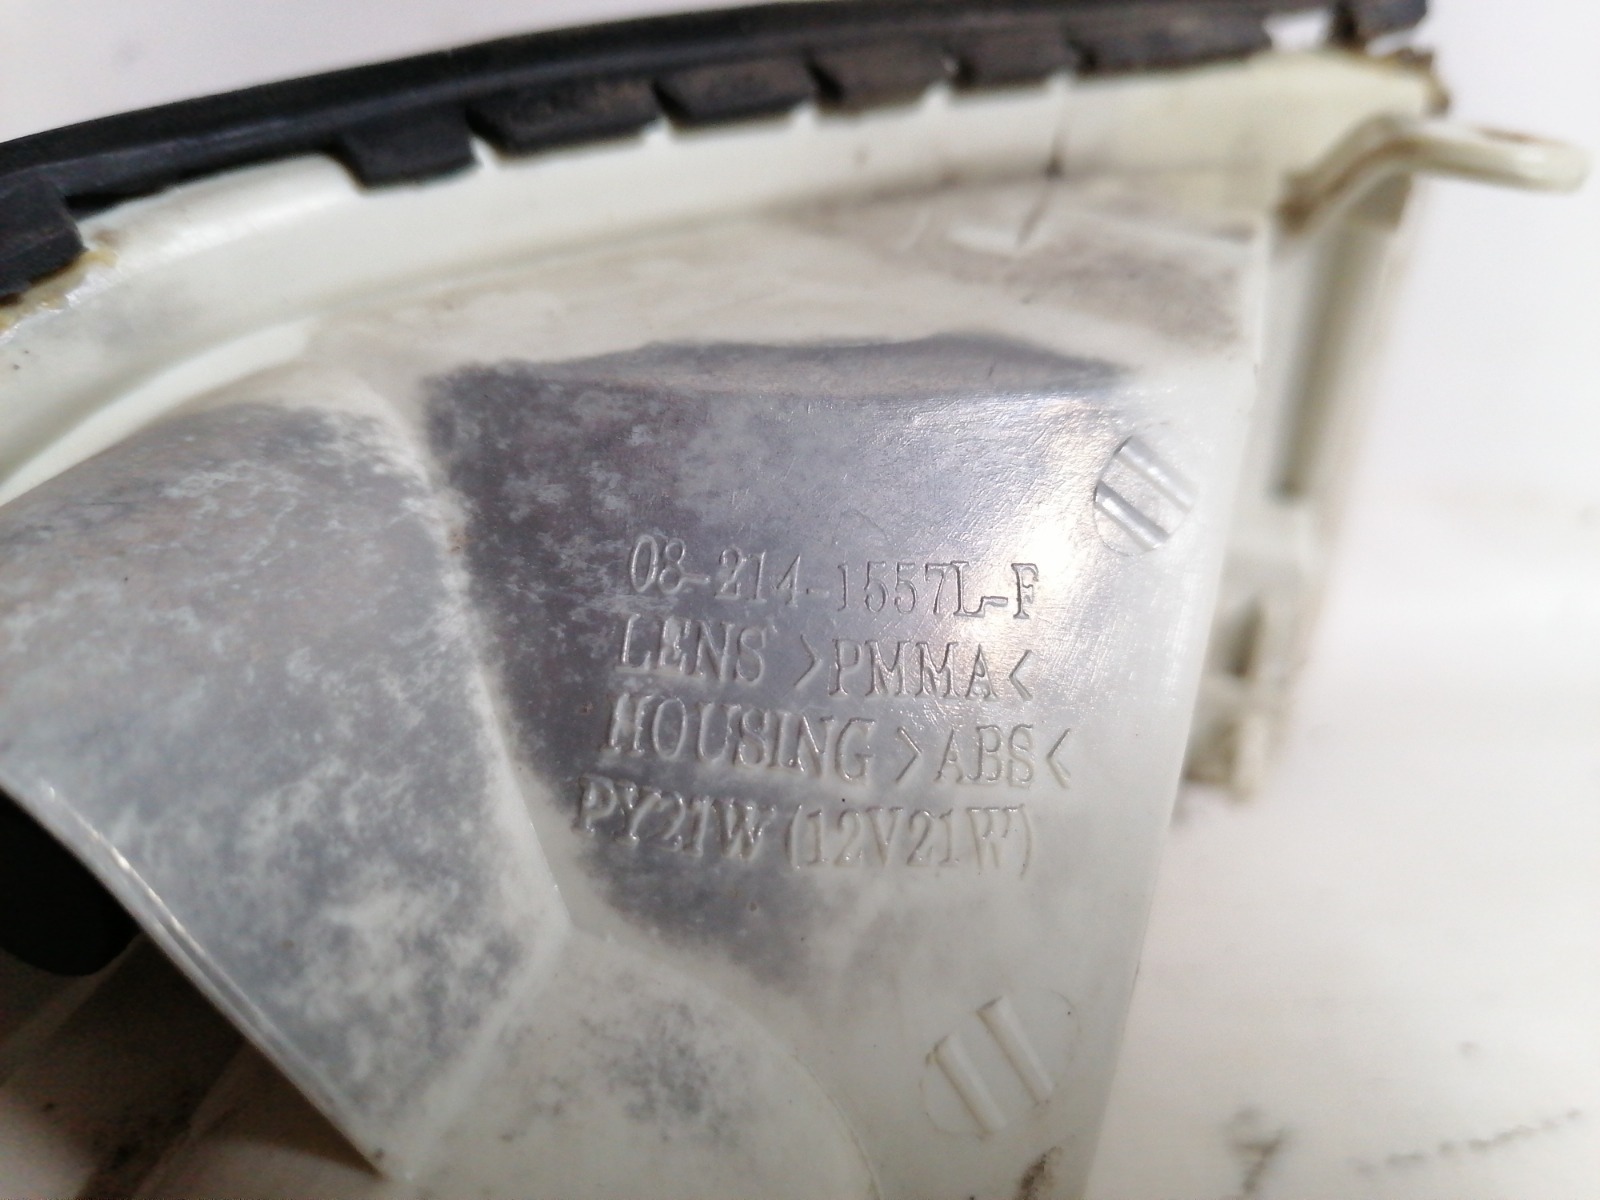 08-214-1557L-F
LENS >PMMA<
HOUSING >ABS<
PY21W (12V21W)